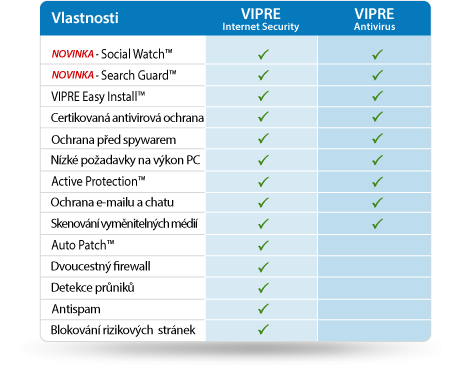 Vlastnosti VIPRE Internet Security VIPRE Antivirus
NOVINKA - Social Watch™ ✓ ✓
NOVINKA - Search Guard™ ✓ ✓
VIPRE Easy Install™ ✓ ✓
Certikovaná antivirová ochrana ✓ ✓
Ochrana před spywarem ✓ ✓
Nízké požadavky na výkon PC ✓ ✓
Active Protection™ ✓ ✓
Ochrana e-mailu a chatu ✓ ✓
Skenování vyměnitelných médií ✓ ✓
Auto Patch™ ✓
Dvoucestný firewall ✓
Detekce průniků ✓
Antispam ✓
Blokování rizikových stránek ✓